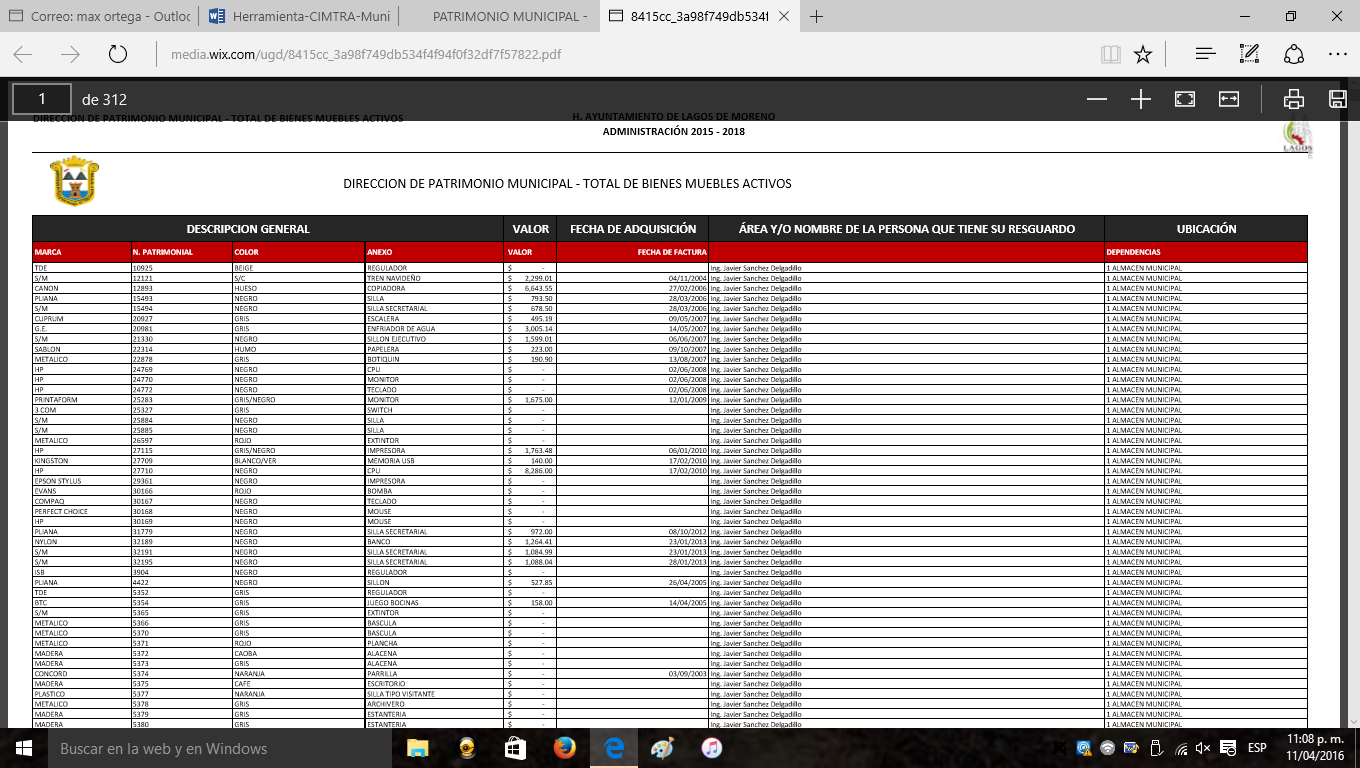 Correo: max ortega - Outloc
Herramienta-CIMTRA-Muni
PATRIMONIO MUNICIPAL -
8415cc_3a98f749db534f
media.wix.com/ugd/8415cc_3a98f749db534f4f94f0f32df7f57822.pdf
1 de 312
DIRECCION DE PATRIMONIO MUNICIPAL - TOTAL DE BIENES MUEBLES ACTIVOS H. AYUNTAMIENTO DE LAGOS DE MORENO
ADMINISTRACIÓN 2015 - 2018
LAGOS
DIRECCION DE PATRIMONIO MUNICIPAL - TOTAL DE BIENES MUEBLES ACTIVOS
DESCRIPCION GENERAL VALOR FECHA DE ADQUISICIÓN ÁREA Y/O NOMBRE DE LA PERSONA QUE TIENE SU RESGUARDO UBICACIÓN
MARCA N. PATRIMONIAL COLOR ANEXO VALOR FECHA DE FACTURA DEPENDENCIAS
TDE 10925 BEIGE REGULADOR $ - Ing. Javier Sanchez Delgadillo 1 ALMACEN MUNICIPAL
S/M 12121 S/C TREN NAVIDEÑO $ 2,299.01 04/11/2004 Ing. Javier Sanchez Delgadillo 1 ALMACEN MUNICIPAL
CANON 12893 HUESO COPIADORA $ 6,643.55 27/02/2006 Ing. Javier Sanchez Delgadillo 1 ALMACEN MUNICIPAL
PLIANA 15493 NEGRO SILLA $ 793.50 28/03/2006 Ing. Javier Sanchez Delgadillo 1 ALMACEN MUNICIPAL
S/M 15494 NEGRO SILLA SECRETARIAL $ 678.50 28/03/2006 Ing. Javier Sanchez Delgadillo 1 ALMACEN MUNICIPAL
CUPRUM 20927 GRIS ESCALERA $ 495.19 09/05/2007 Ing. Javier Sanchez Delgadillo 1 ALMACEN MUNICIPAL
G.E. 20981 GRIS ENFRIADOR DE AGUA $ 3,005.14 14/05/2007 Ing. Javier Sanchez Delgadillo 1 ALMACEN MUNICIPAL
S/M 21330 NEGRO SILLON EJECUTIVO $ 1,599.01 06/06/2007 Ing. Javier Sanchez Delgadillo 1 ALMACEN MUNICIPAL
SABLON 22314 HUMO PAPELERA $ 223.00 09/10/2007 Ing. Javier Sanchez Delgadillo 1 ALMACEN MUNICIPAL
METALICO 22878 GRIS BOTIQUIN $ 190.90 13/08/2007 Ing. Javier Sanchez Delgadillo 1 ALMACEN MUNICIPAL
HP 24769 NEGRO CPU $ - 02/06/2008 Ing. Javier Sanchez Delgadillo 1 ALMACEN MUNICIPAL
HP 24770 NEGRO MONITOR $ - 02/06/2008 Ing. Javier Sanchez Delgadillo 1 ALMACEN MUNICIPAL
HP 24772 NEGRO TECLADO $ - 02/06/2008 Ing. Javier Sanchez Delgadillo 1 ALMACEN MUNICIPAL
PRINTAFORM 25283 GRIS/NEGRO MONITOR $ 1,675.00 12/01/2009 Ing. Javier Sanchez Delgadillo 1 ALMACEN MUNICIPAL
3 COM 25327 GRIS SWITCH $ - Ing. Javier Sanchez Delgadillo 1 ALMACEN MUNICIPAL
S/M 25884 NEGRO SILLA $ - Ing. Javier Sanchez Delgadillo 1 ALMACEN MUNICIPAL
S/M 25885 NEGRO SILLA $ - Ing. Javier Sanchez Delgadillo 1 ALMACEN MUNICIPAL
METALICO 26597 ROJO EXTINTOR $ - Ing. Javier Sanchez Delgadillo 1 ALMACEN MUNICIPAL
HP 27115 GRIS/NEGRO IMPRESORA $ 1,763.48 06/01/2010 Ing. Javier Sanchez Delgadillo 1 ALMACEN MUNICIPAL
KINGSTON 27709 BLANCO/VER MEMORIA USB $ 140.00 17/02/2010 Ing. Javier Sanchez Delgadillo 1 ALMACEN MUNICIPAL
HP 27710 NEGRO CPU $ 8,286.00 17/02/2010 Ing. Javier Sanchez Delgadillo 1 ALMACEN MUNICIPAL
EPSON STYLUS 29361 NEGRO IMPRESORA $ - Ing. Javier Sanchez Delgadillo 1 ALMACEN MUNICIPAL
EVANS 30166 ROJO BOMBA $ - Ing. Javier Sanchez Delgadillo 1 ALMACEN MUNICIPAL
COMPAQ 30167 NEGRO TECLADO $ - Ing. Javier Sanchez Delgadillo 1 ALMACEN MUNICIPAL
PERFECT CHOICE 30168 NEGRO MOUSE $ - Ing. Javier Sanchez Delgadillo 1 ALMACEN MUNICIPAL
HP 30169 NEGRO MOUSE $ - Ing. Javier Sanchez Delgadillo 1 ALMACEN MUNICIPAL
PLIANA 31779 NEGRO SILLA SECRETARIAL $ 972.00 08/10/2012 Ing. Javier Sanchez Delgadillo 1 ALMACEN MUNICIPAL
NYLON 32189 NEGRO BANCO $ 1,264.41 23/01/2013 Ing. Javier Sanchez Delgadillo 1 ALMACEN MUNICIPAL
S/M 32191 NEGRO SILLA SECRETARIAL $ 1,084.99 23/01/2013 Ing. Javier Sanchez Delgadillo 1 ALMACEN MUNICIPAL
S/M 32195 NEGRO SILLA SECRETARIAL $ 1,088.04 28/01/2013 Ing. Javier Sanchez Delgadillo 1 ALMACEN MUNICIPAL
ISB 3904 NEGRO REGULADOR $ - Ing. Javier Sanchez Delgadillo 1 ALMACEN MUNICIPAL
PLIANA 4422 NEGRO SILLON $ 527.85 26/04/2005 Ing. Javier Sanchez Delgadillo 1 ALMACEN MUNICIPAL
TDE 5352 GRIS REGULADOR $ - Ing. Javier Sanchez Delgadillo 1 ALMACEN MUNICIPAL
BTC 5354 GRIS JUEGO BOCINAS $ 158.00 14/04/2005 Ing. Javier Sanchez Delgadillo 1 ALMACEN MUNICIPAL
S/M 5365 GRIS EXTINTOR $ - Ing. Javier Sanchez Delgadillo 1 ALMACEN MUNICIPAL
METALICO 5366 GRIS BASCULA $ - Ing. Javier Sanchez Delgadillo 1 ALMACEN MUNICIPAL
METALICO 5370 GRIS BASCULA $ - Ing. Javier Sanchez Delgadillo 1 ALMACEN MUNICIPAL
METALICO 5371 ROJO PLANCHA $ - Ing. Javier Sanchez Delgadillo 1 ALMACEN MUNICIPAL
MADERA 5372 CAOBA ALACENA $ - Ing. Javier Sanchez Delgadillo 1 ALMACEN MUNICIPAL
MADERA 5373 GRIS ALACENA $ - Ing. Javier Sanchez Delgadillo 1 ALMACEN MUNICIPAL
CONCORD 5374 NARANJA PARRILLA $ - 03/09/2003 Ing. Javier Sanchez Delgadillo 1 ALMACEN MUNICIPAL
MADERA 5375 CAFE ESCRITORIO $ - Ing. Javier Sanchez Delgadillo 1 ALMACEN MUNICIPAL
PLASTICO 5377 NARANJA SILLA TIPO VISITANTE $ - Ing. Javier Sanchez Delgadillo 1 ALMACEN MUNICIPAL
METALICO 5378 GRIS ARCHIVERO $ - Ing. Javier Sanchez Delgadillo 1 ALMACEN MUNICIPAL
MADERA 5379 GRIS ESTANTERIA $ - Ing. Javier Sanchez Delgadillo 1 ALMACEN MUNICIPAL
MADERA 5380 GRIS ESTANTERIA $ - Ing. Javier Sanchez Delgadillo 1 ALMACEN MUNICIPAL
Buscar en la web y en Windows
ESP
11:08 p. m.
11/04/2016